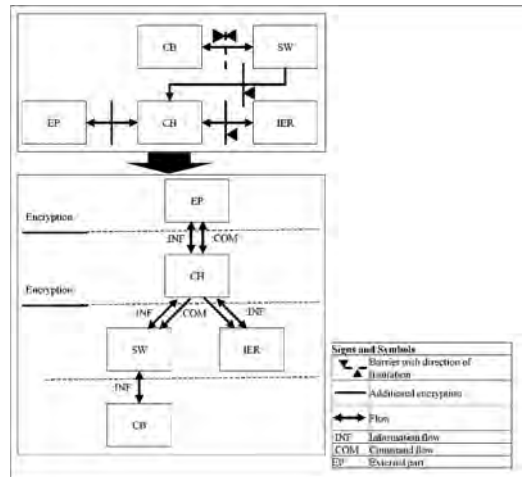 CB
SW
EP
CH
IER
EP
Encryption
INF
COM
CH
Encryption
INF
COM
INF
SW
IER
INF
CB
Signs and Symbols
Barrier with direction of
limitation
Additional encryption
Flow
INF Information flow
COM Command flow
EP External part